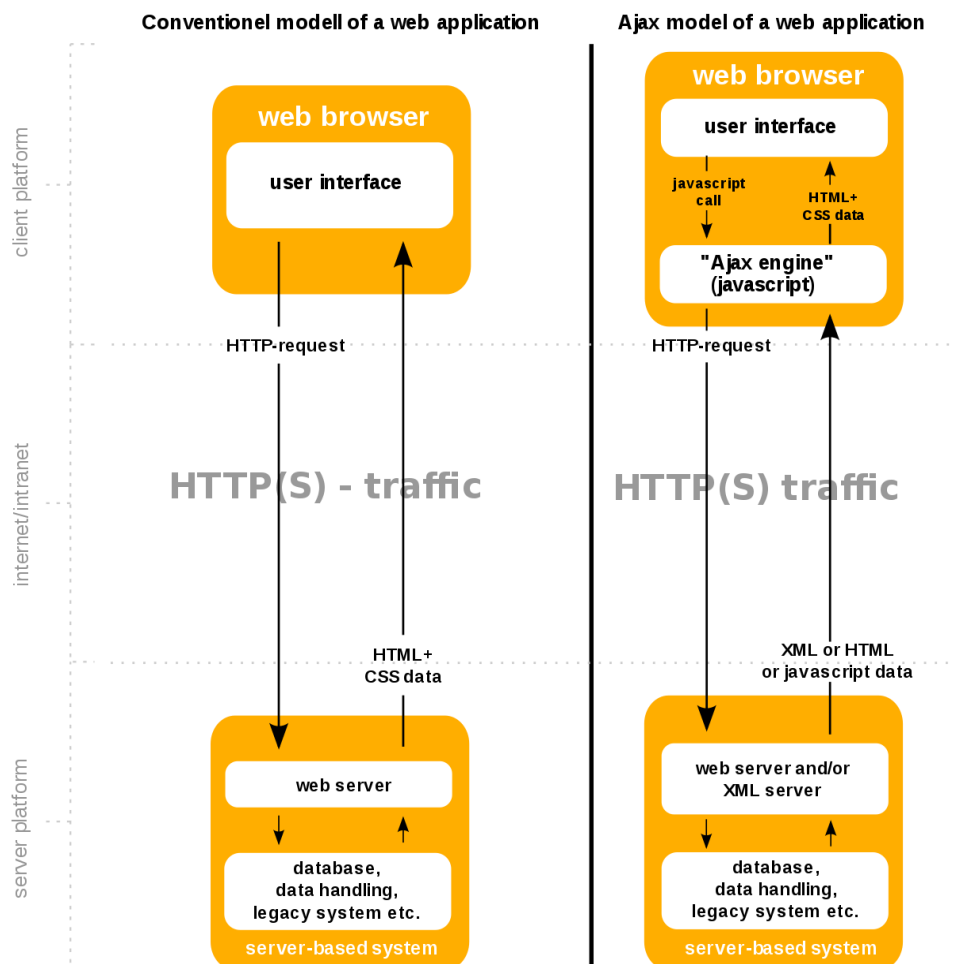 Conventionel modell of a web application
web browser
user interface
HTTP-request
HTTP(S) - traffic
HTML+
CSS data
web server
database,
data handling,
legacy system etc.
server-based system
Ajax model of a web application
web browser
user interface
javascript
call
HTML+
CSS data
"Ajax engine"
(javascript)
HTTP-request
HTTP(S) traffic
XML or HTML
or javascript data
web server and/or
XML server
database,
data handling,
legacy system etc.
server-based system
client platform
internet/intranet
server platform